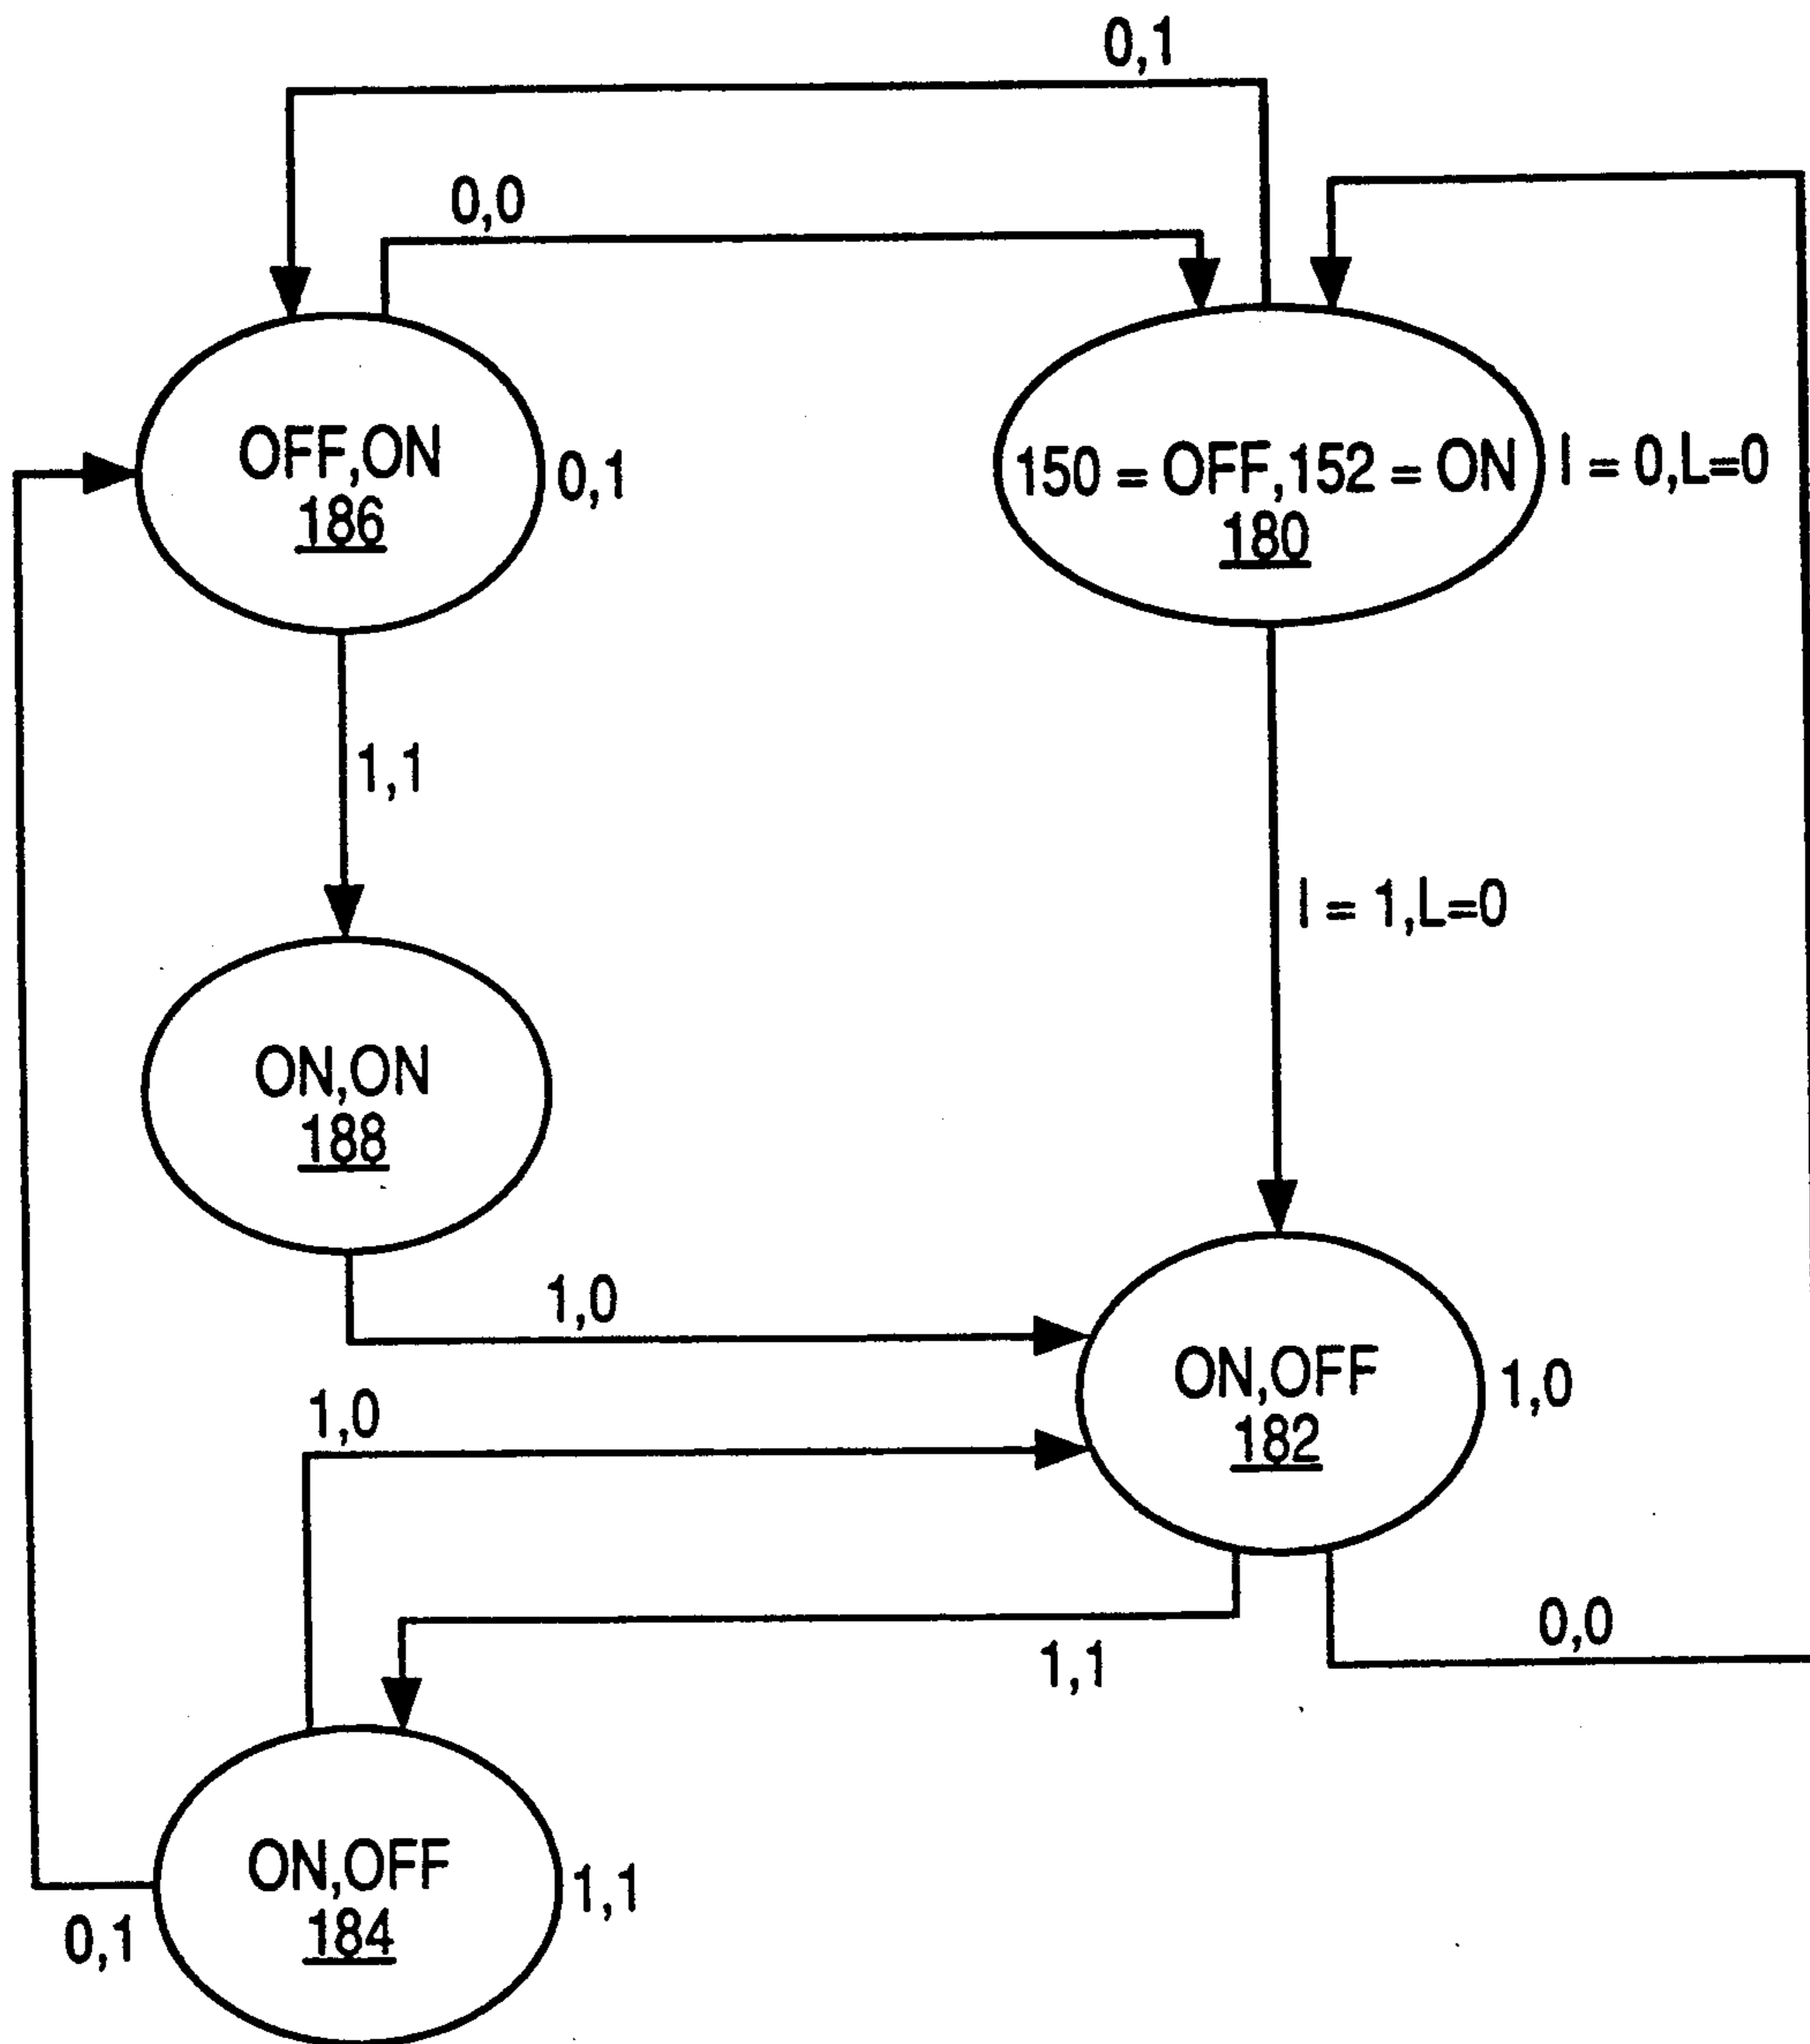 0,1
0,0
OFF,ON
186
0,1
150 = OFF,152 = ON
180
I = 0,L=0
1,1
I = 1,L=0
ON,ON
188
1,0
ON,OFF
182
1,0
1,0
1,1
0,0
ON,OFF
184
1,1
0,1